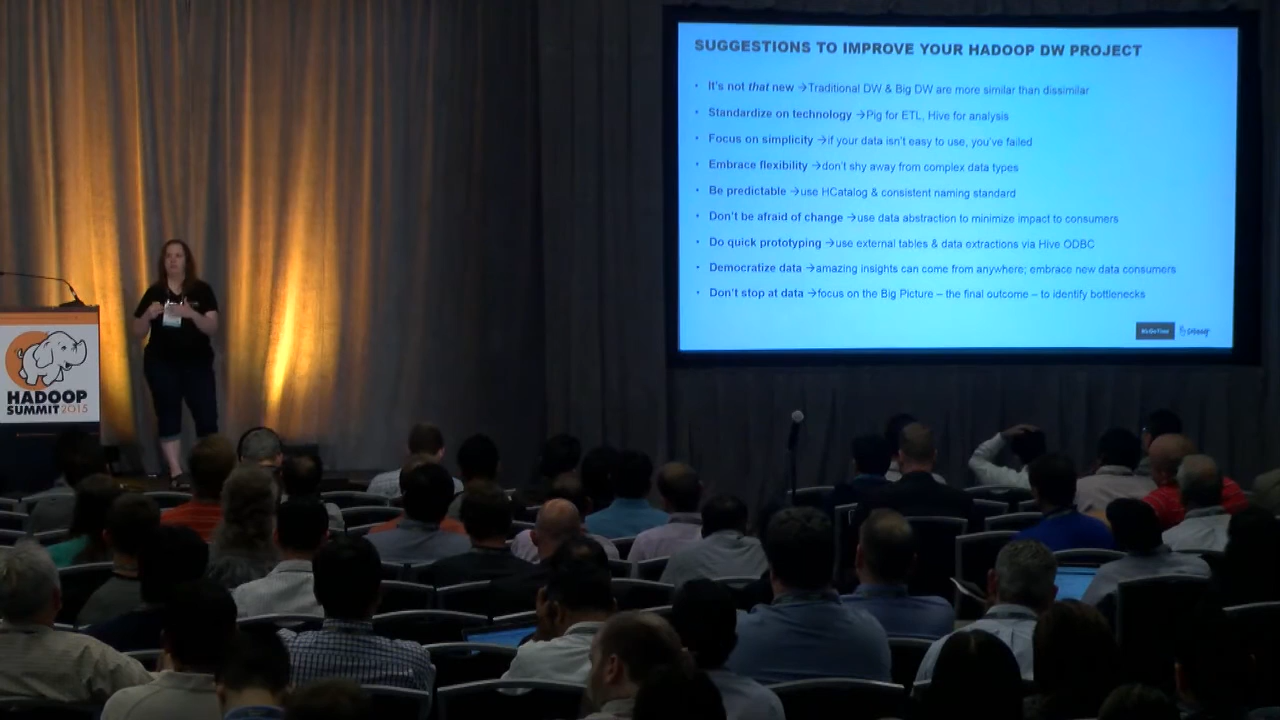 SUGGESTIONS TO IMPROVE YOUR HADOOP DW PROJECT
• It's not that new →Traditional DW & Big DW are more similar than dissimilar
• Standardize on technology →Pig for ETL, Hive for analysis
• Focus on simplicity →if your data isn't easy to use, you've failed
• Embrace flexibility →don't shy away from complex data types
• Be predictable →use HCatalog & consistent naming standard
• Don't be afraid of change →use data abstraction to minimize impact to consumers
• Do quick prototyping →use external tables & data extractions via Hive ODBC
• Democratize data →amazing insights can come from anywhere; embrace new data consumers
• Don't stop at data →focus on the Big Picture – the final outcome – to identify bottlenecks
HADOOP
SUMMIT 2015